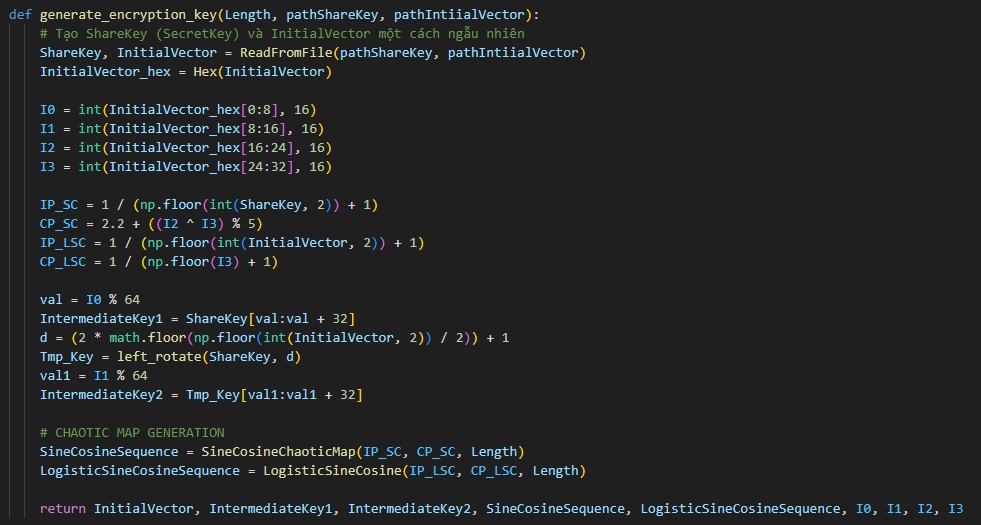 def generate_encryption_key(Length, pathShareKey, pathIntiialVector):
# Tạo ShareKey (SecretKey) và InitialVector một cách ngẫu nhiên
ShareKey, InitialVector = ReadFromFile(pathShareKey, pathIntiialVector)
InitialVector_hex = Hex(InitialVector)
I0 = int(InitialVector_hex[0:8], 16)
I1 = int(InitialVector_hex[8:16], 16)
I2 = int(InitialVector_hex[16:24], 16)
I3 = int(InitialVector_hex[24:32], 16)
IP_SC = 1 / (np.floor(int(ShareKey, 2)) + 1)
CP_SC = 2.2 + ((I2 ^ I3) % 5)
IP_LSC = 1 / (np.floor(int(InitialVector, 2)) + 1)
CP_LSC = 1 / (np.floor(I3) + 1)
val = I0 % 64
IntermediateKey1 = ShareKey[val:val + 32]
d = (2 * math.floor(np.floor(int(InitialVector, 2)) / 2)) + 1
Tmp_Key = left_rotate(ShareKey, d)
val1 = I1 % 64
IntermediateKey2 = Tmp_Key[val1:val1 + 32]
# CHAOTIC MAP GENERATION
SineCosineSequence = SineCosineChaoticMap(IP_SC, CP_SC, Length)
LogisticSineCosineSequence = LogisticSineCosine(IP_LSC, CP_LSC, Length)
return InitialVector, IntermediateKey1, IntermediateKey2, SineCosineSequence, LogisticSineCosineSequence, I0, I1, I2, I3